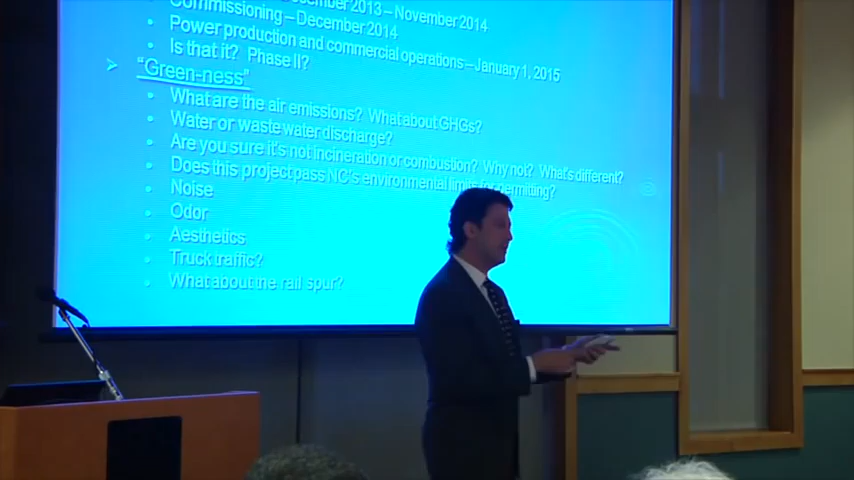 December 2013 – November 2014
Commissioning – December 2014
Power production and commercial operations – January 1, 2015
Is that it? Phase II?
"Green-ness"
What are the air emissions? What about GHGs?
Water or waste water discharge?
Are you sure it's not incineration or combustion? Why not? What's different?
Does this project pass NC's environmental limits permitting?
Noise
Odor
Aesthetics
Truck traffic?
What about the rail spur?